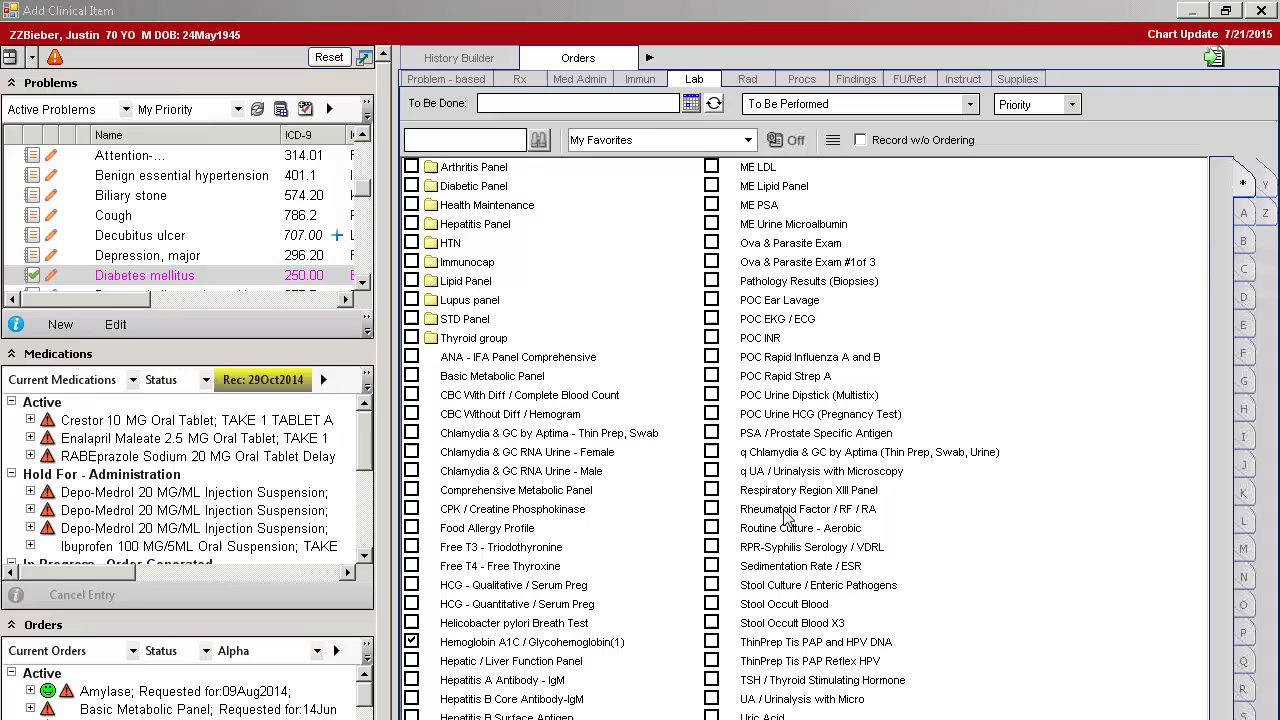 Add Clinical Item
ZZBieber, Justin 70 YO M DOB: 24May1945
Chart Update 7/21/2015
Reset
Problems
Active Problems My Priority
Name ICD-9
Attention-... 314.01
Benign essential hypertension 401.1
Biliary stone 574.20
Cough 786.2
Decubitus ulcer 707.00
Depression, major 296.20
Diabetes mellitus 250.00
New Edit
Medications
Current Medications Status Rec: 29Oct2014
Active
Crestor 10 MG Oral Tablet; TAKE 1 TABLET A
Enalapril Maleate 2.5 MG Oral Tablet; TAKE 1
RABEprazole Sodium 20 MG Oral Tablet Delay
Hold For - Administration
Depo-Medrol 20 MG/ML Injection Suspension;
Depo-Medrol 20 MG/ML Injection Suspension;
Depo-Medrol 20 MG/ML Injection Suspension;
Ibuprofen 100 MG/5ML Oral Suspension; TAKE
In Progress - Order Generated
Cancel Entry
Orders
Current Orders Status Alpha
Active
Amylase; Requested for:09Aug2014;
Basic Metabolic Panel; Requested for:14Jun
History Builder Orders
Problem - based Rx Med Admin Immun Lab Rad Procs Findings FU/Ref Instruct Supplies
To Be Done: To Be Performed Priority
My Favorites Off Record w/o Ordering
Arthritis Panel
Diabetic Panel
Health Maintenance
Hepatitis Panel
HTN
Immunocap
Lipid Panel
Lupus panel
STD Panel
Thyroid group
ANA - IFA Panel Comprehensive
Basic Metabolic Panel
CBC With Diff / Complete Blood Count
CBC Without Diff / Hemogram
Chlamydia & GC by Aptima - Thin Prep, Swab
Chlamydia & GC RNA Urine - Female
Chlamydia & GC RNA Urine - Male
Comprehensive Metabolic Panel
CPK / Creatine Phosphokinase
Food Allergy Profile
Free T3 - Triodothyronine
Free T4 - Free Thyroxine
HCG - Qualitative / Serum Preg
HCG - Quantitative / Serum Preg
Helicobacter pylori Breath Test
Hemoglobin A1C / Glycohemoglobin(1)
Hepatic / Liver Function Panel
Hepatitis A Antibody - IgM
Hepatitis B Core Antibody-IgM
Hepatitis B Surface Antigen
ME LDL
ME Lipid Panel
ME PSA
ME Urine Microalbumin
Ova & Parasite Exam
Ova & Parasite Exam #1of 3
Pathology Results (Biopsies)
POC Ear Lavage
POC EKG / ECG
POC INR
POC Rapid Influenza A and B
POC Rapid Strep A
POC Urine Dipstick (Multistix)
POC Urine HCG (Pregnancy Test)
PSA / Prostate Specific Antigen
q Chlamydia & GC by Aptima (Thin Prep, Swab, Urine)
q UA / Urinalysis with Microscopy
Respiratory Region XIII Panel
Rheumatoid Factor / RF / RA
Routine Culture - Aerobic
RPR-Syphilis Serology / VDRL
Sedimentation Rate / ESR
Stool Culture / Enteric Pathogens
Stool Occult Blood
Stool Occult Blood X3
ThinPrep Tis PAP and HPV DNA
ThinPrep Tis PAP Reflex HPV
TSH / Thyroid Stimulating Hormone
UA / Urinalysis with Micro
Uric Acid
* Y
A Z
B
C
D
E
F
G
H
I
J
K
L
M
N
O
P
Q
R
S